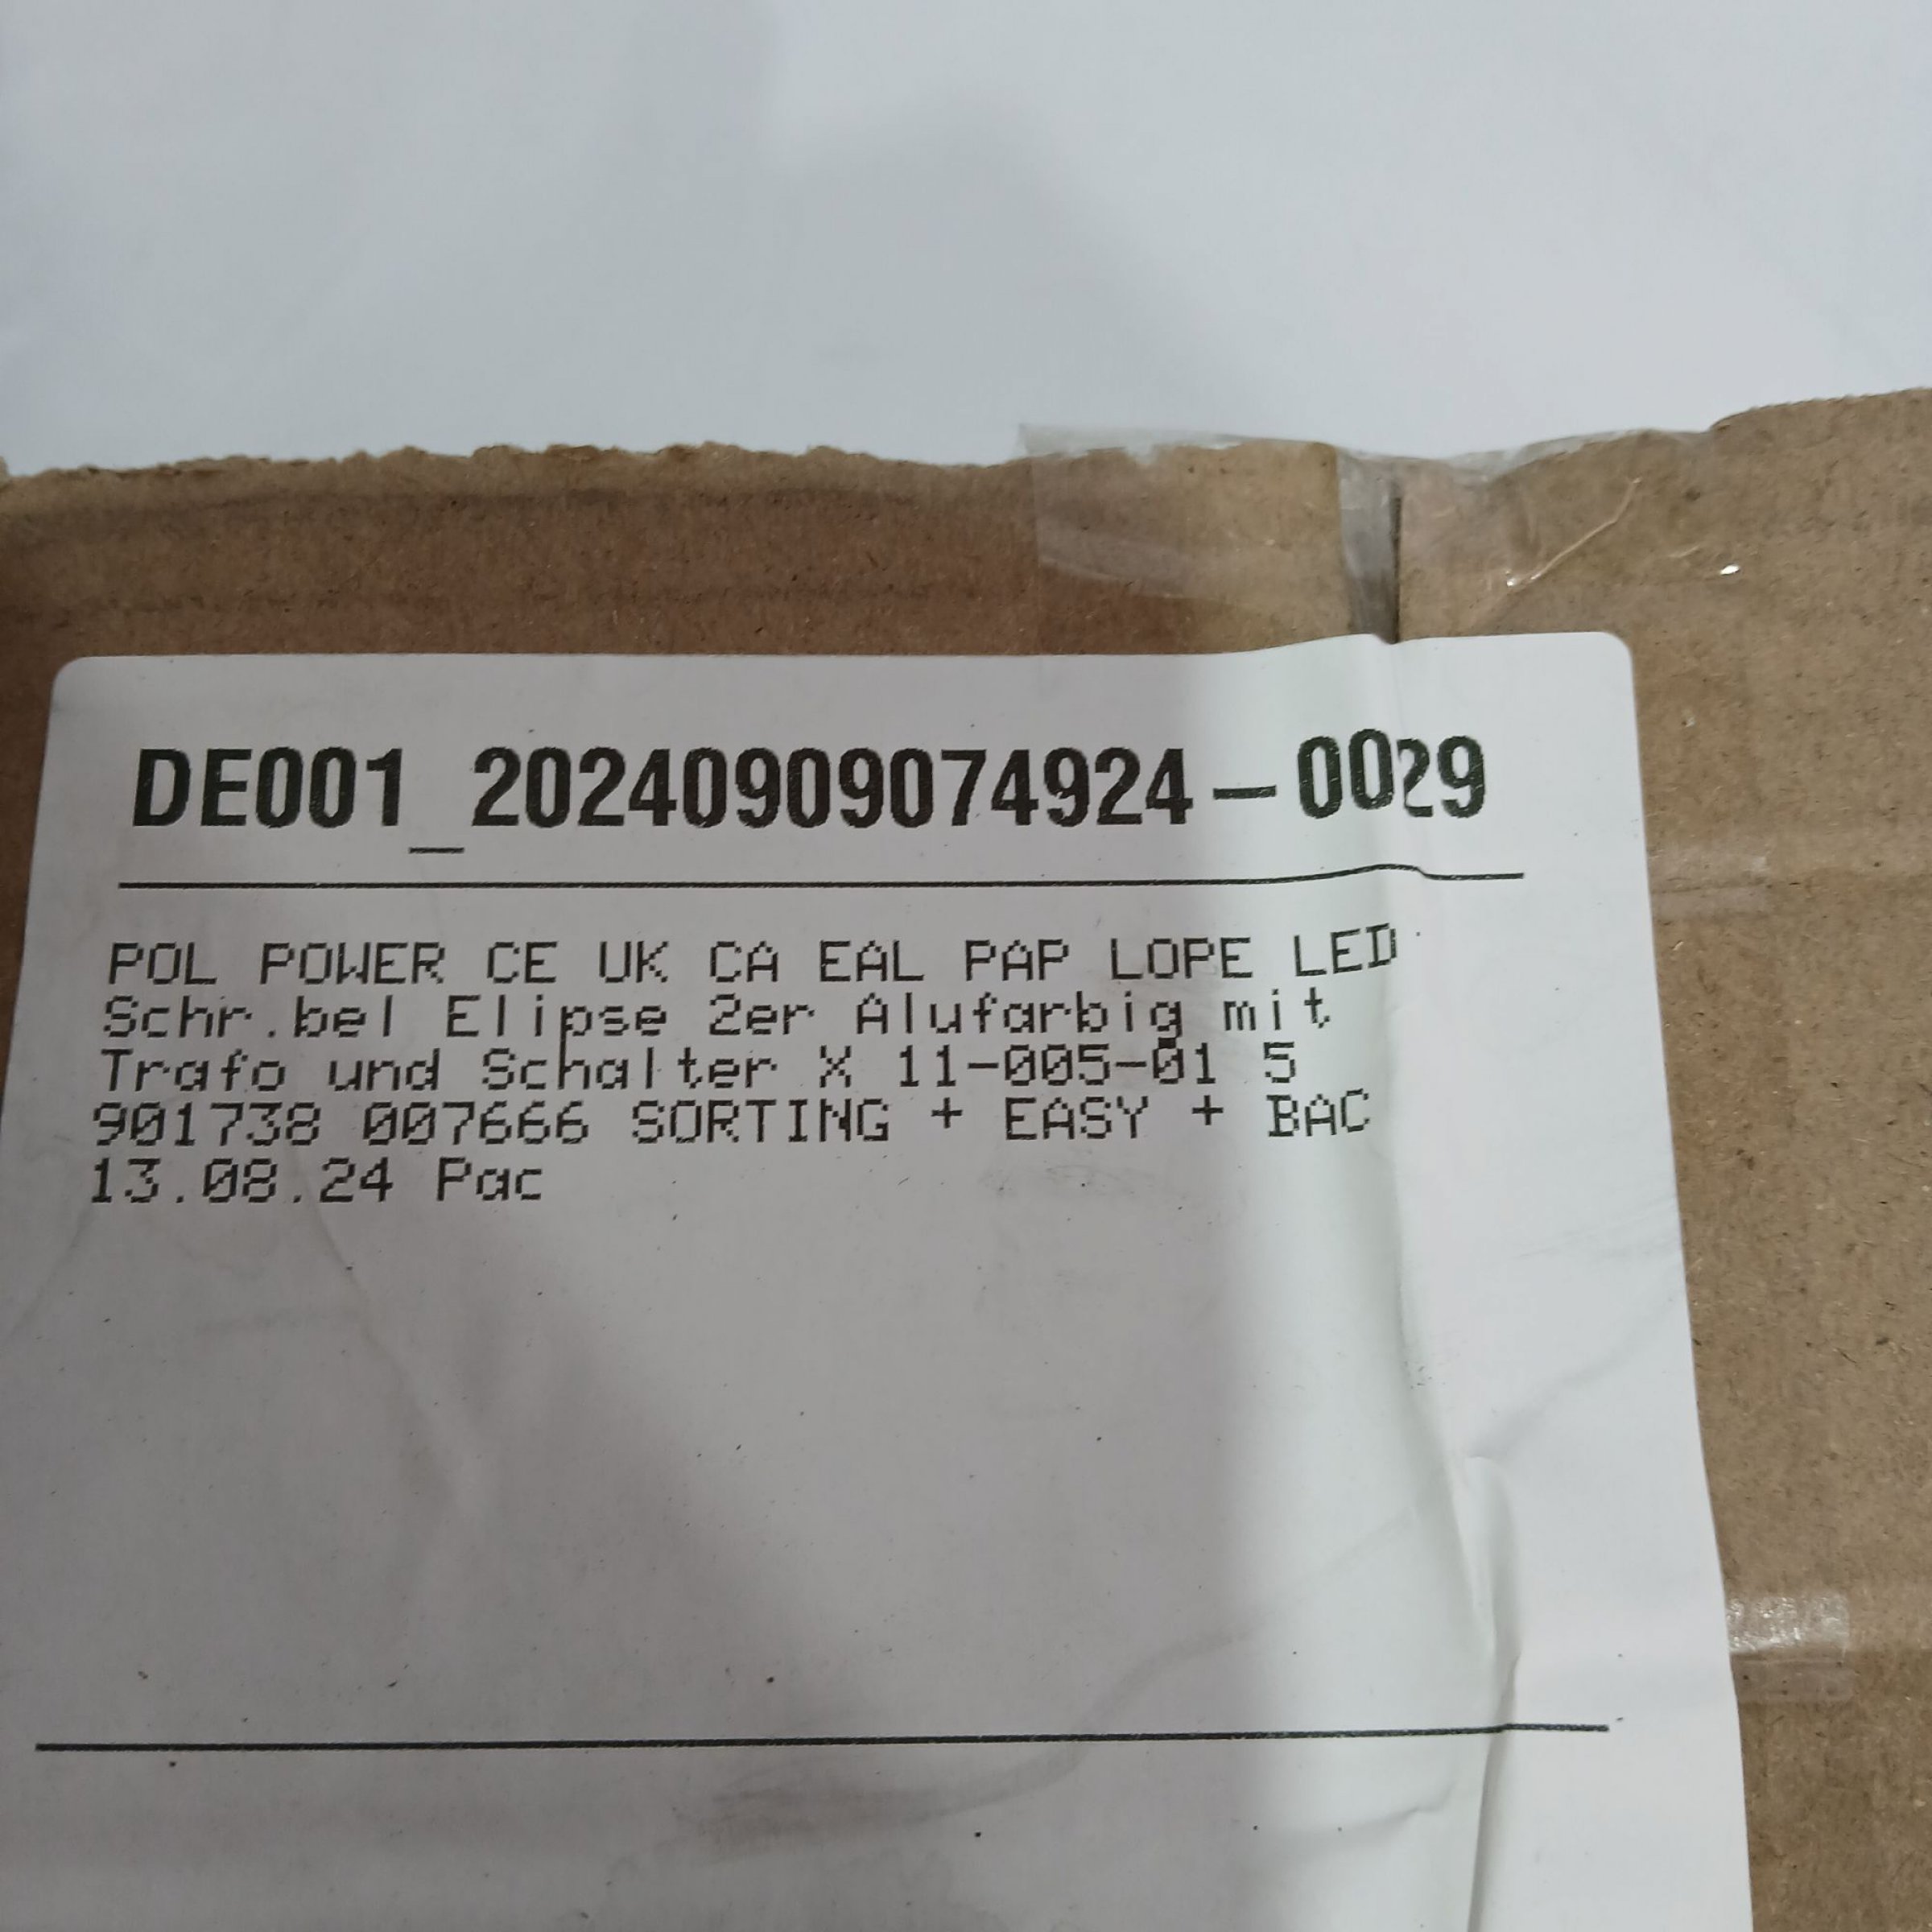 DE001_20240909074924-0029
POL POWER CE UK CA EAL PAP LOPE LED
Schr.bel Elipse 2er Alufarbig mit
Trafo und Schalter X 11-005-01 5
901738 007666 SORTING + EASY + BAC
13.08.24 Pac